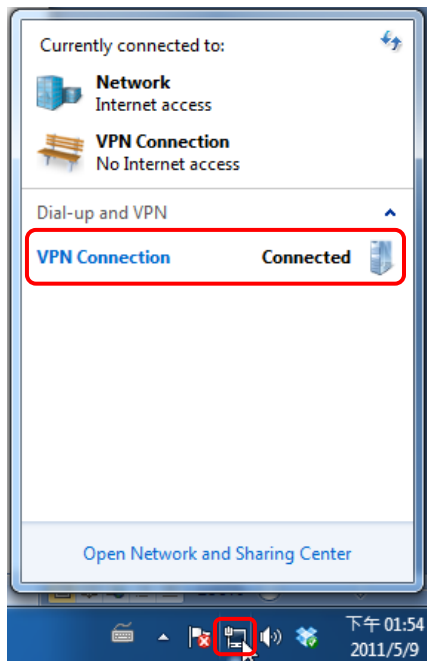 Currently connected to:
Network
Internet access
VPN Connection
No Internet access
Dial-up and VPN
VPN Connection Connected
Open Network and Sharing Center
下午 01:54
2011/5/9